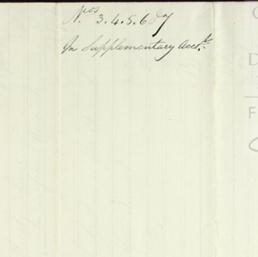 Nos 3.4.5.6 & 7
In Supplementary Acct.